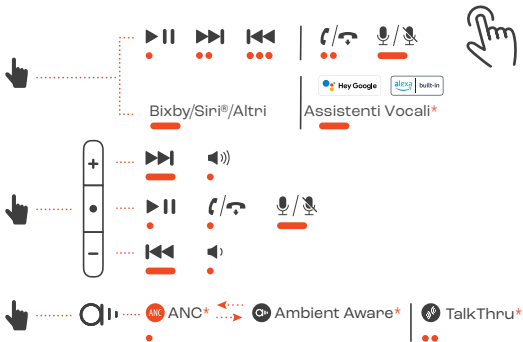 Hey Google
alexa built-in
Bixby/Siri®/Altri
Assistenti Vocali*
ANC ANC*
Ambient Aware*
TalkThru*